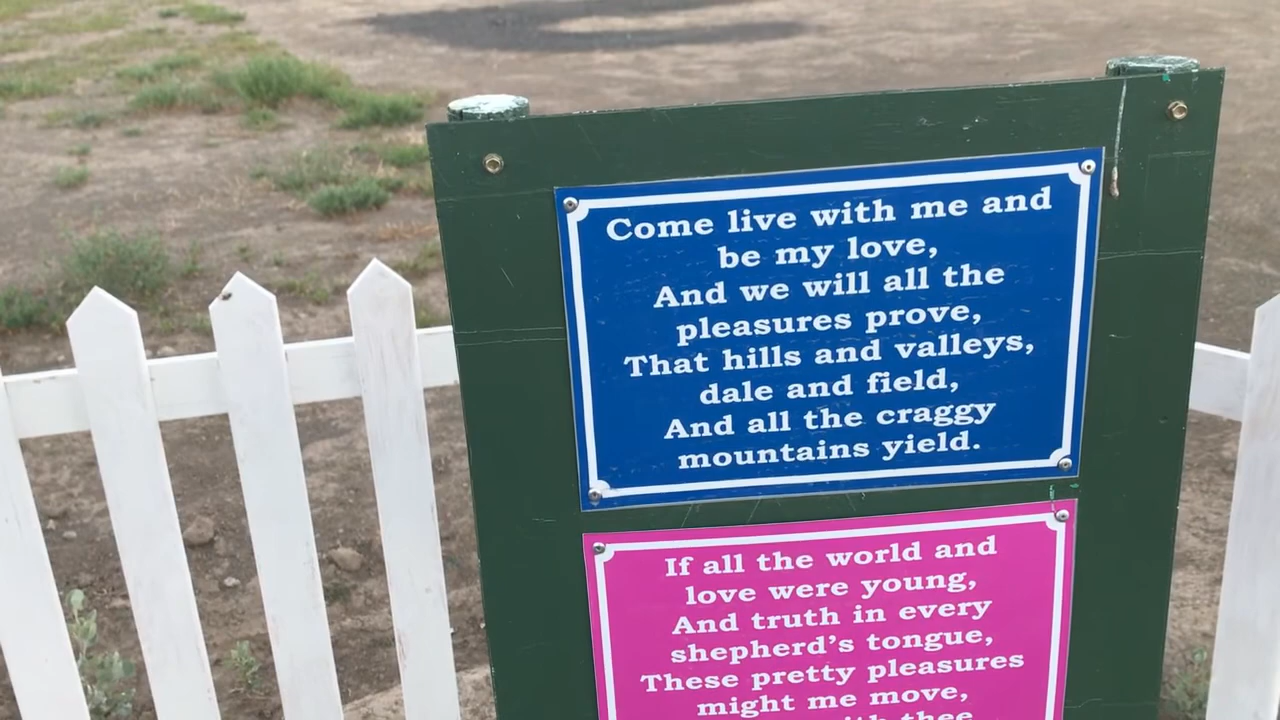 Come live with me and
be my love,
And we will all the
pleasures prove,
That hills and valleys,
dale and field,
And all the craggy
mountains yield.
If all the world and
love were young,
And truth in every
shepherd's tongue,
These pretty pleasures
might me move,
with thee